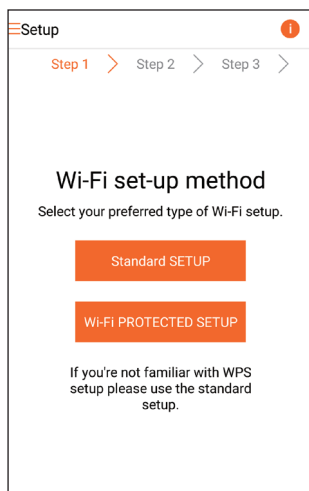 Setup
Step 1 Step 2 Step 3
Wi-Fi set-up method
Select your preferred type of Wi-Fi setup.
Standard SETUP
Wi-Fi PROTECTED SETUP
If you're not familiar with WPS
setup please use the standard
setup.